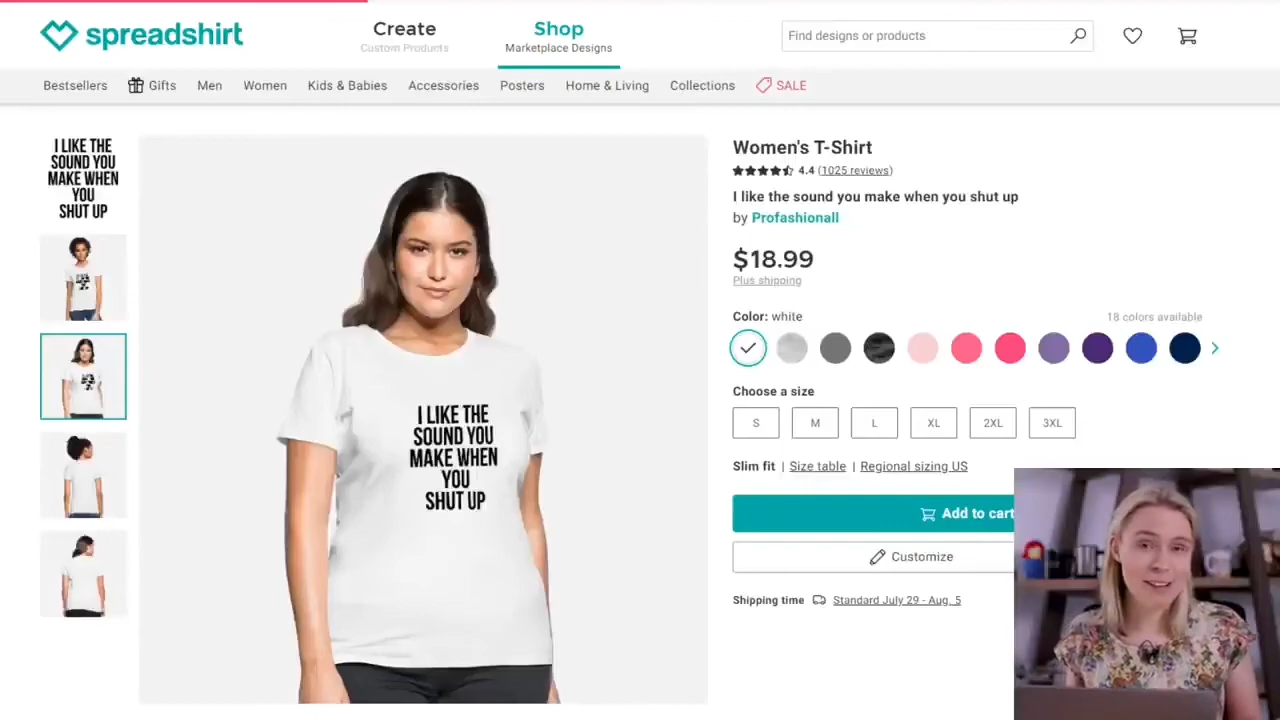 spreadshirt
Create
Custom Products
Shop
Marketplace Designs
Find designs or products
Bestsellers
Gifts
Men
Women
Kids & Babies
Accessories
Posters
Home & Living
Collections
SALE
I LIKE THE
SOUND YOU
MAKE WHEN
YOU
SHUT UP
I LIKE THE
SOUND YOU
MAKE WHEN
YOU
SHUT UP
Women's T-Shirt
4.4 (1025 reviews)
I like the sound you make when you shut up
by Profashionall
$18.99
Plus shipping
Color: white
18 colors available
Choose a size
S M L XL 2XL 3XL
Slim fit | Size table | Regional sizing US
Add to cart
Customize
Shipping time Standard July 29 - Aug. 5